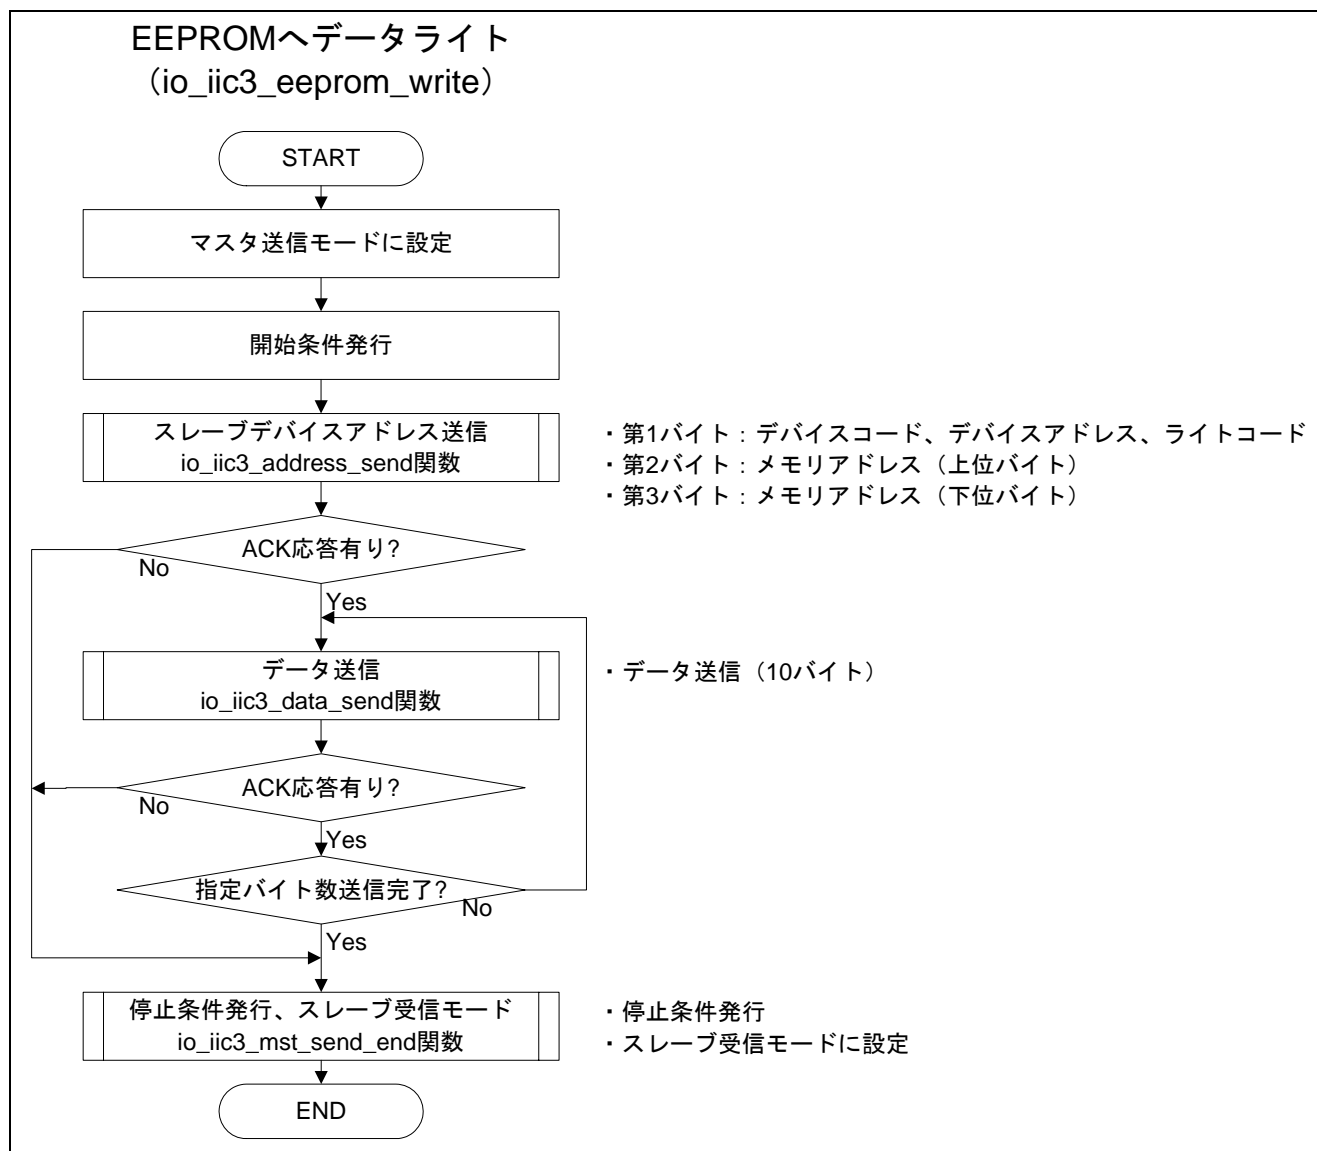 EEPROMへデータライト
（io_iic3_eeprom_write）
START
マスタ送信モードに設定
開始条件発行
スレーブデバイスアドレス送信
io_iic3_address_send関数
・第1バイト：デバイスコード、デバイスアドレス、ライトコード
・第2バイト：メモリアドレス（上位バイト）
・第3バイト：メモリアドレス（下位バイト）
ACK応答有り?
No
Yes
データ送信
io_iic3_data_send関数
・データ送信（10バイト）
ACK応答有り?
No
Yes
指定バイト数送信完了?
No
Yes
停止条件発行、スレーブ受信モード
io_iic3_mst_send_end関数
・停止条件発行
・スレーブ受信モードに設定
END